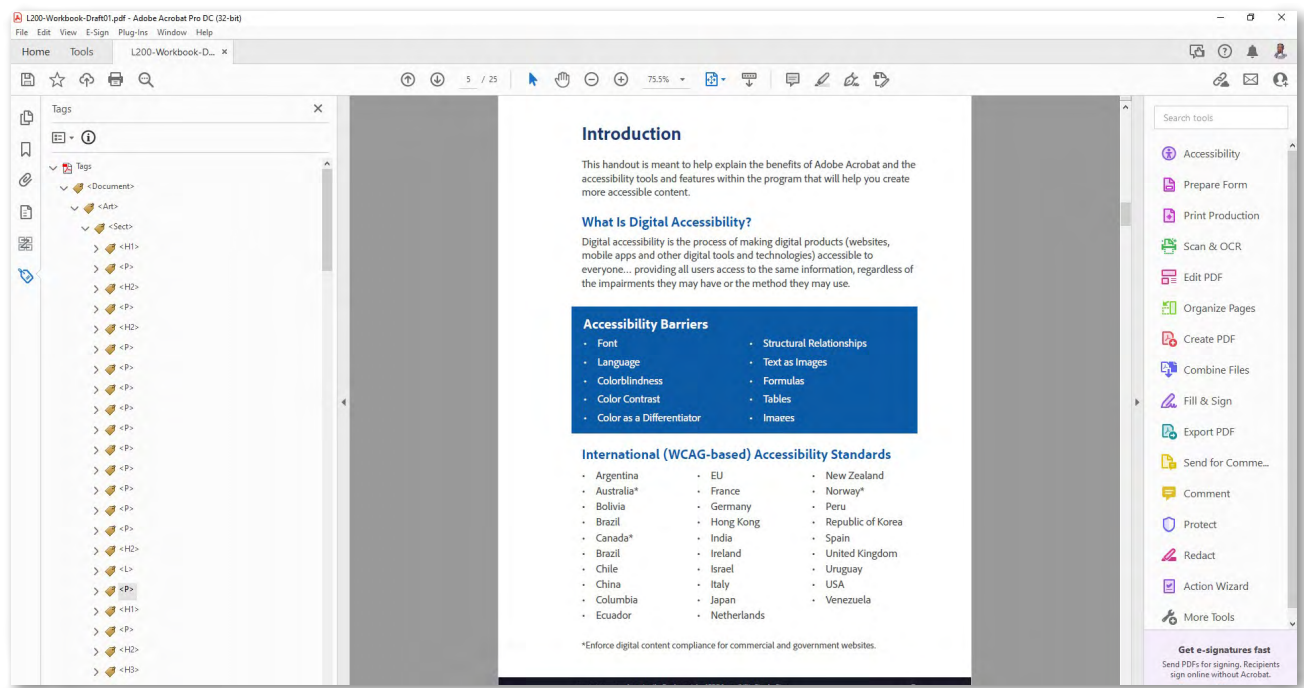 L200-Workbook-Draft01.pdf - Adobe Acrobat Pro DC (32-bit)
File Edit View E-Sign Plug-Ins Window Help
Home Tools L200-Workbook-D... ×
5 / 25 75.5%
Tags
Tags
<Document>
<Art>
<Sect>
<H1>
<P>
<H2>
<P>
<H2>
<P>
<P>
<P>
<P>
<P>
<P>
<P>
<P>
<P>
<P>
<H2>
<L>
<P>
<H1>
<P>
<H2>
<H3>
Introduction
This handout is meant to help explain the benefits of Adobe Acrobat and the
accessibility tools and features within the program that will help you create
more accessible content.
What Is Digital Accessibility?
Digital accessibility is the process of making digital products (websites,
mobile apps and other digital tools and technologies) accessible to
everyone... providing all users access to the same information, regardless of
the impairments they may have or the method they may use.
Accessibility Barriers
· Font
· Language
· Colorblindness
· Color Contrast
· Color as a Differentiator
· Structural Relationships
· Text as Images
· Formulas
· Tables
· Images
International (WCAG-based) Accessibility Standards
· Argentina
· Australia*
· Bolivia
· Brazil
· Canada*
· Brazil
· Chile
· China
· Columbia
· Ecuador
· EU
· France
· Germany
· Hong Kong
· India
· Ireland
· Israel
· Italy
· Japan
· Netherlands
· New Zealand
· Norway*
· Peru
· Republic of Korea
· Spain
· United Kingdom
· Uruguay
· USA
· Venezuela
*Enforce digital content compliance for commercial and government websites.
Search tools
Accessibility
Prepare Form
Print Production
Scan & OCR
Edit PDF
Organize Pages
Create PDF
Combine Files
Fill & Sign
Export PDF
Send for Comme...
Comment
Protect
Redact
Action Wizard
More Tools
Get e-signatures fast
Send PDFs for signing. Recipients
sign online without Acrobat.